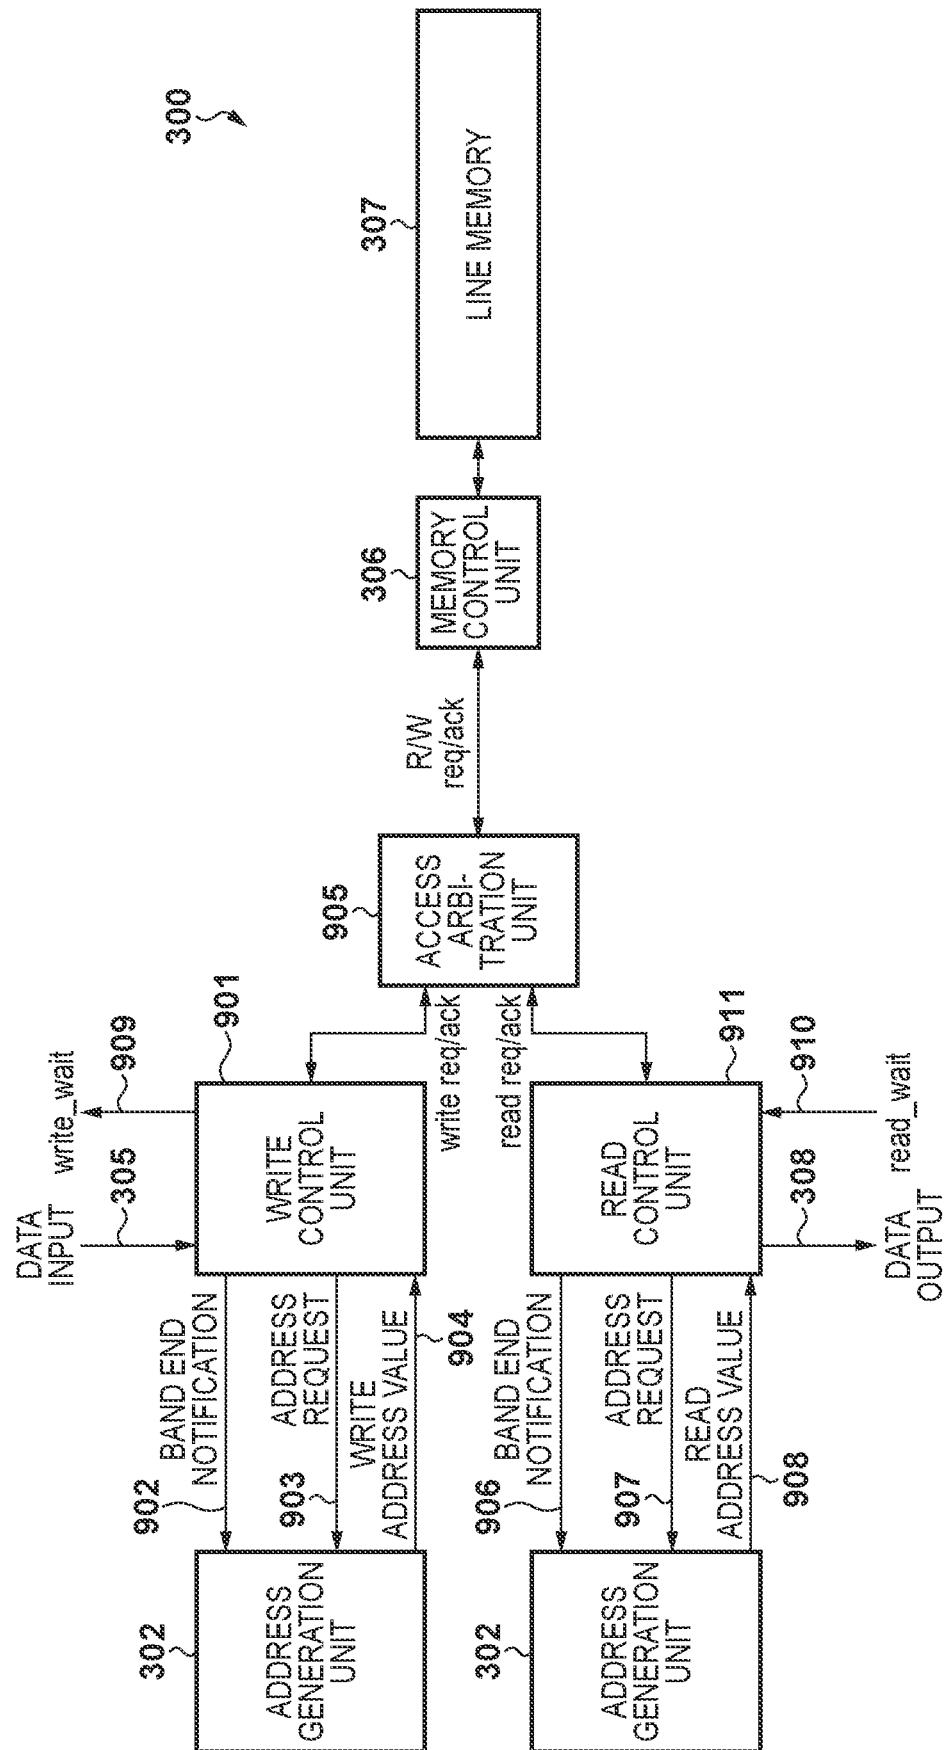 300
307
LINE MEMORY
306
MEMORY
CONTROL
UNIT
R/W
req/ack
905
ACCESS
ARBI-
TRATION
UNIT
write req/ack
read req/ack
901
909
write_wait
305
DATA
INPUT
WRITE
CONTROL
UNIT
911
910
read_wait
308
DATA
OUTPUT
READ
CONTROL
UNIT
BAND END
NOTIFICATION
902
ADDRESS
REQUEST
903
WRITE
ADDRESS VALUE
904
BAND END
NOTIFICATION
906
ADDRESS
REQUEST
907
READ
ADDRESS VALUE
908
302
ADDRESS
GENERATION
UNIT
302
ADDRESS
GENERATION
UNIT